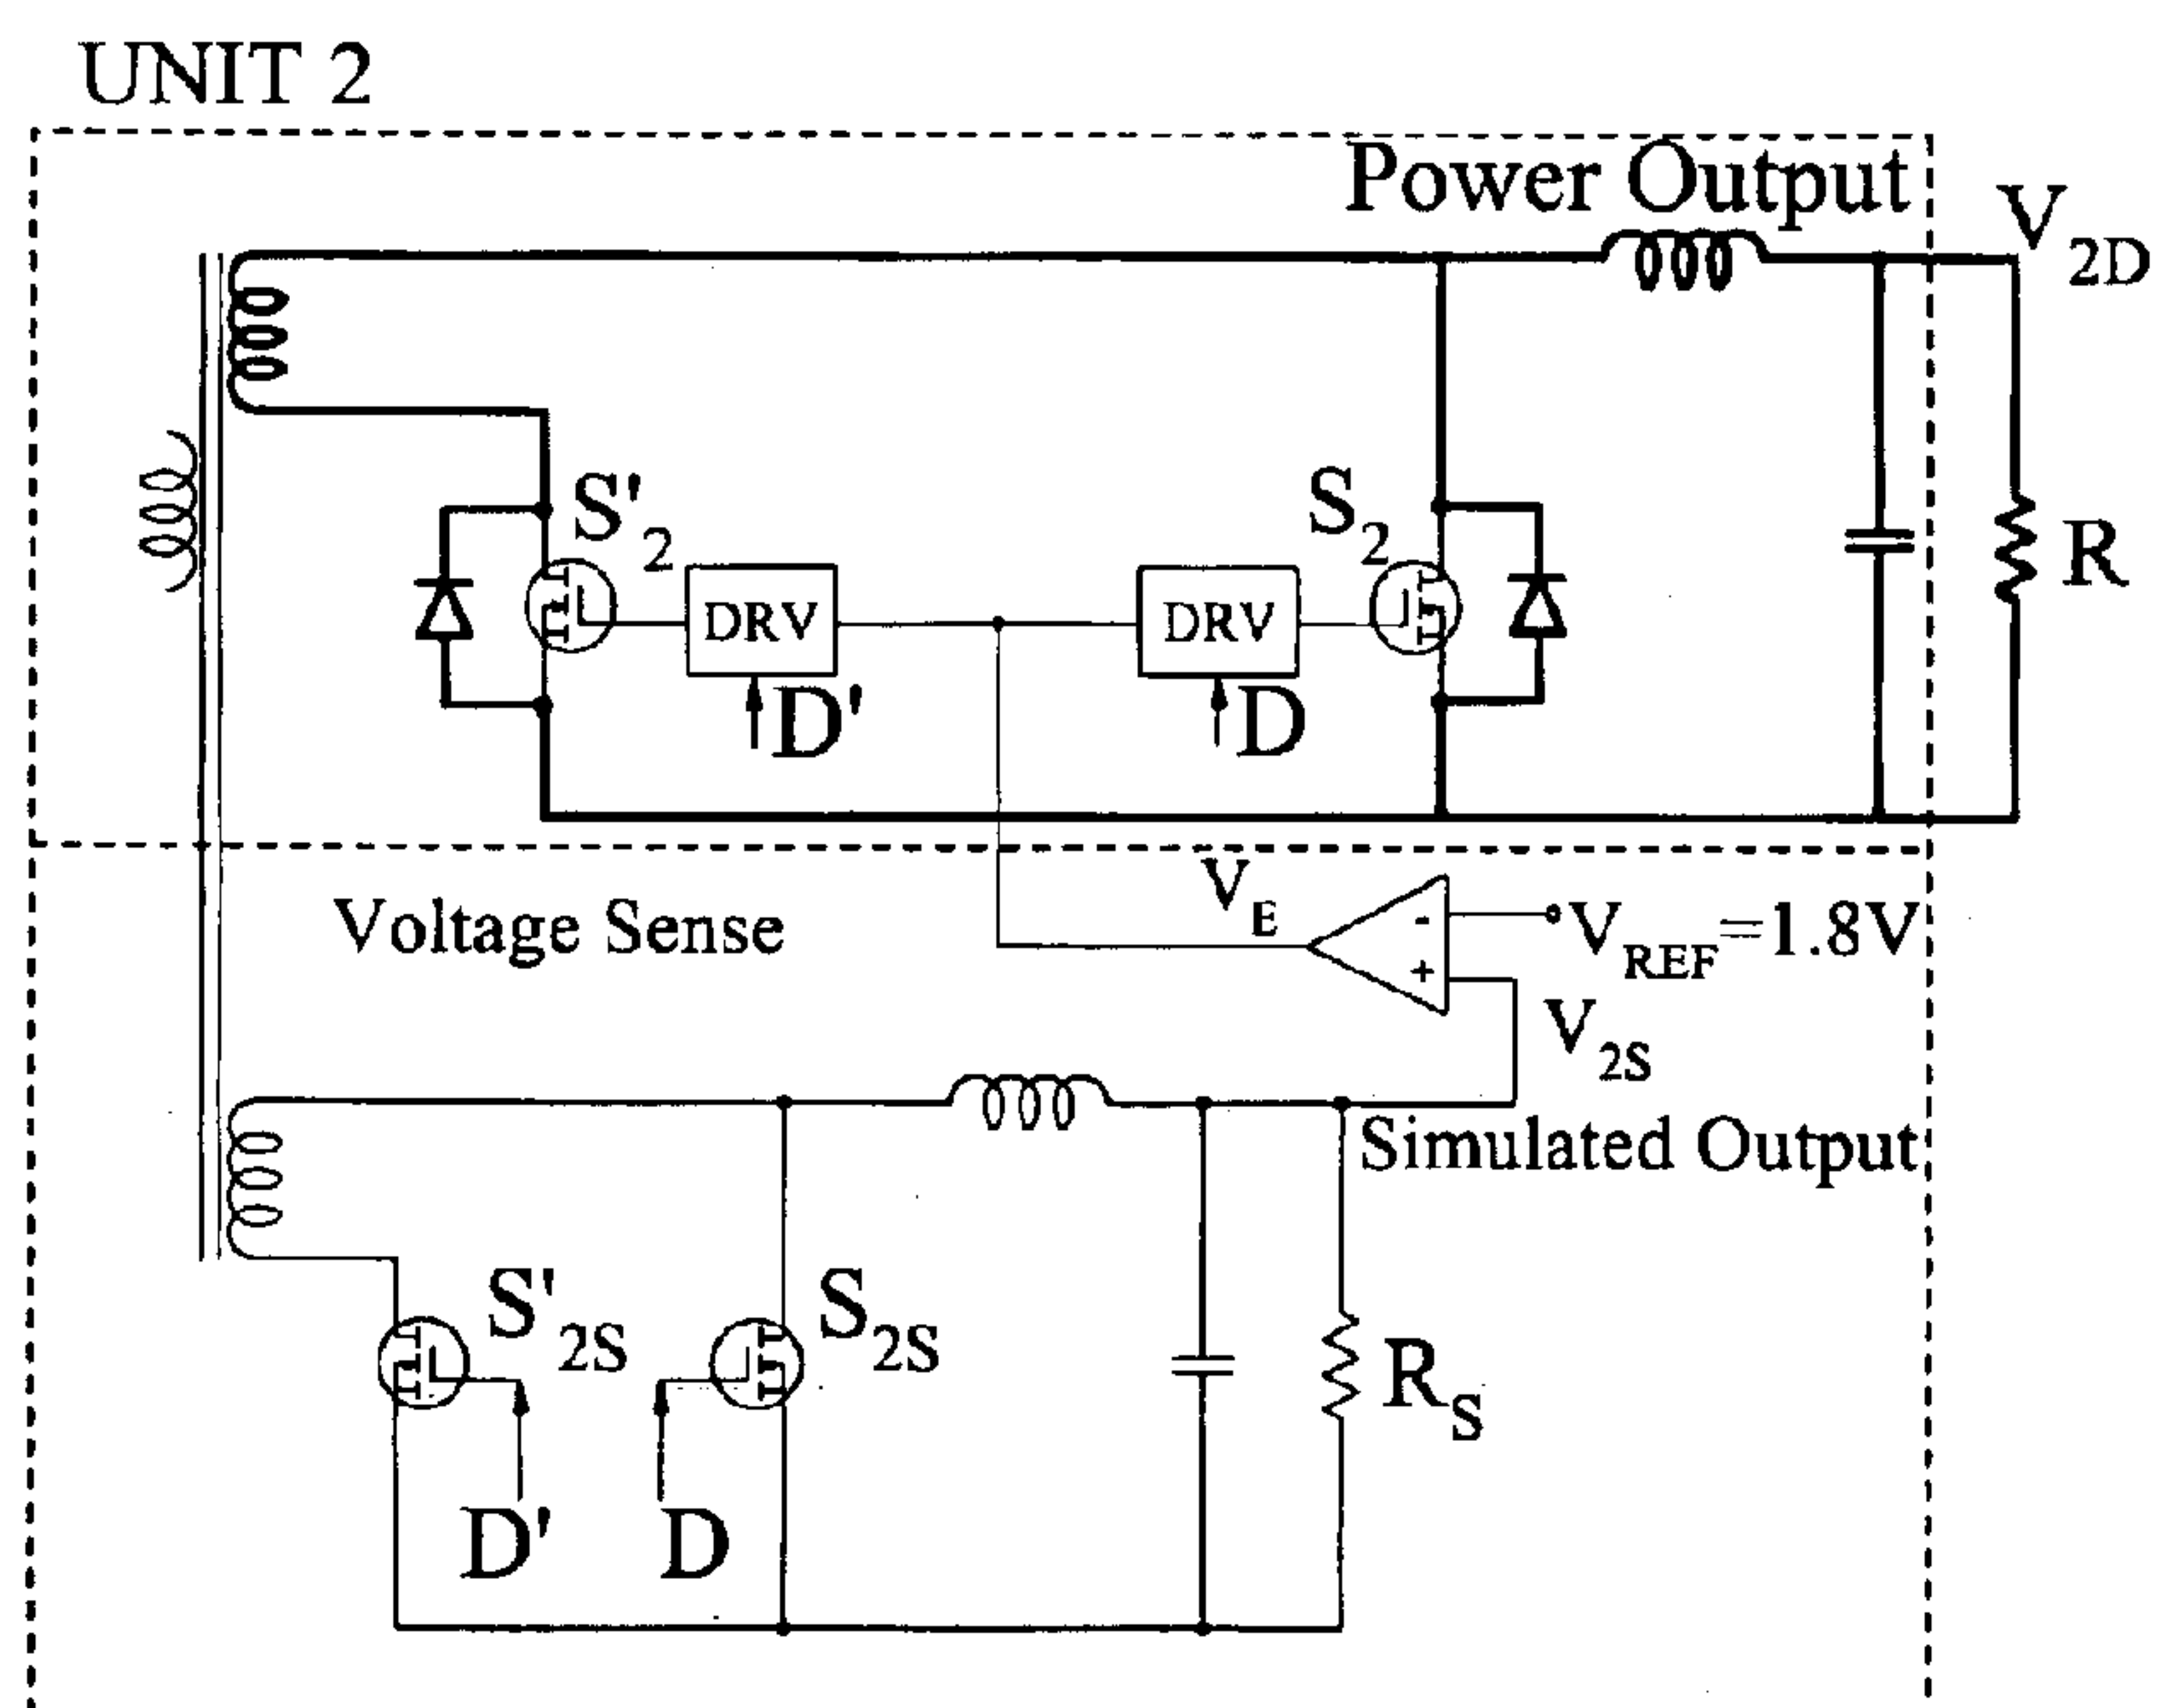 UNIT 2
Power Output
V2D
S'2
S2
DRV
DRV
R
D'
D
VE
Voltage Sense
-
VREF=1.8V
+
V2S
Simulated Output
S'2S
S2S
RS
D'
D